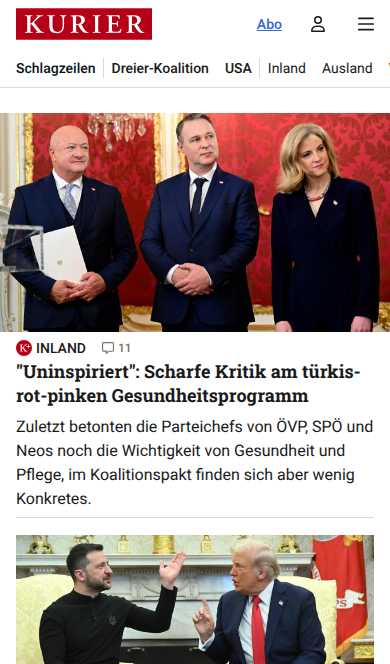 KURIER
Abo
Schlagzeilen Dreier-Koalition USA Inland Ausland
K+ INLAND 11
"Uninspiriert": Scharfe Kritik am türkis-
rot-pinken Gesundheitsprogramm
Zuletzt betonten die Parteichefs von ÖVP, SPÖ und
Neos noch die Wichtigkeit von Gesundheit und
Pflege, im Koalitionspakt finden sich aber wenig
Konkretes.